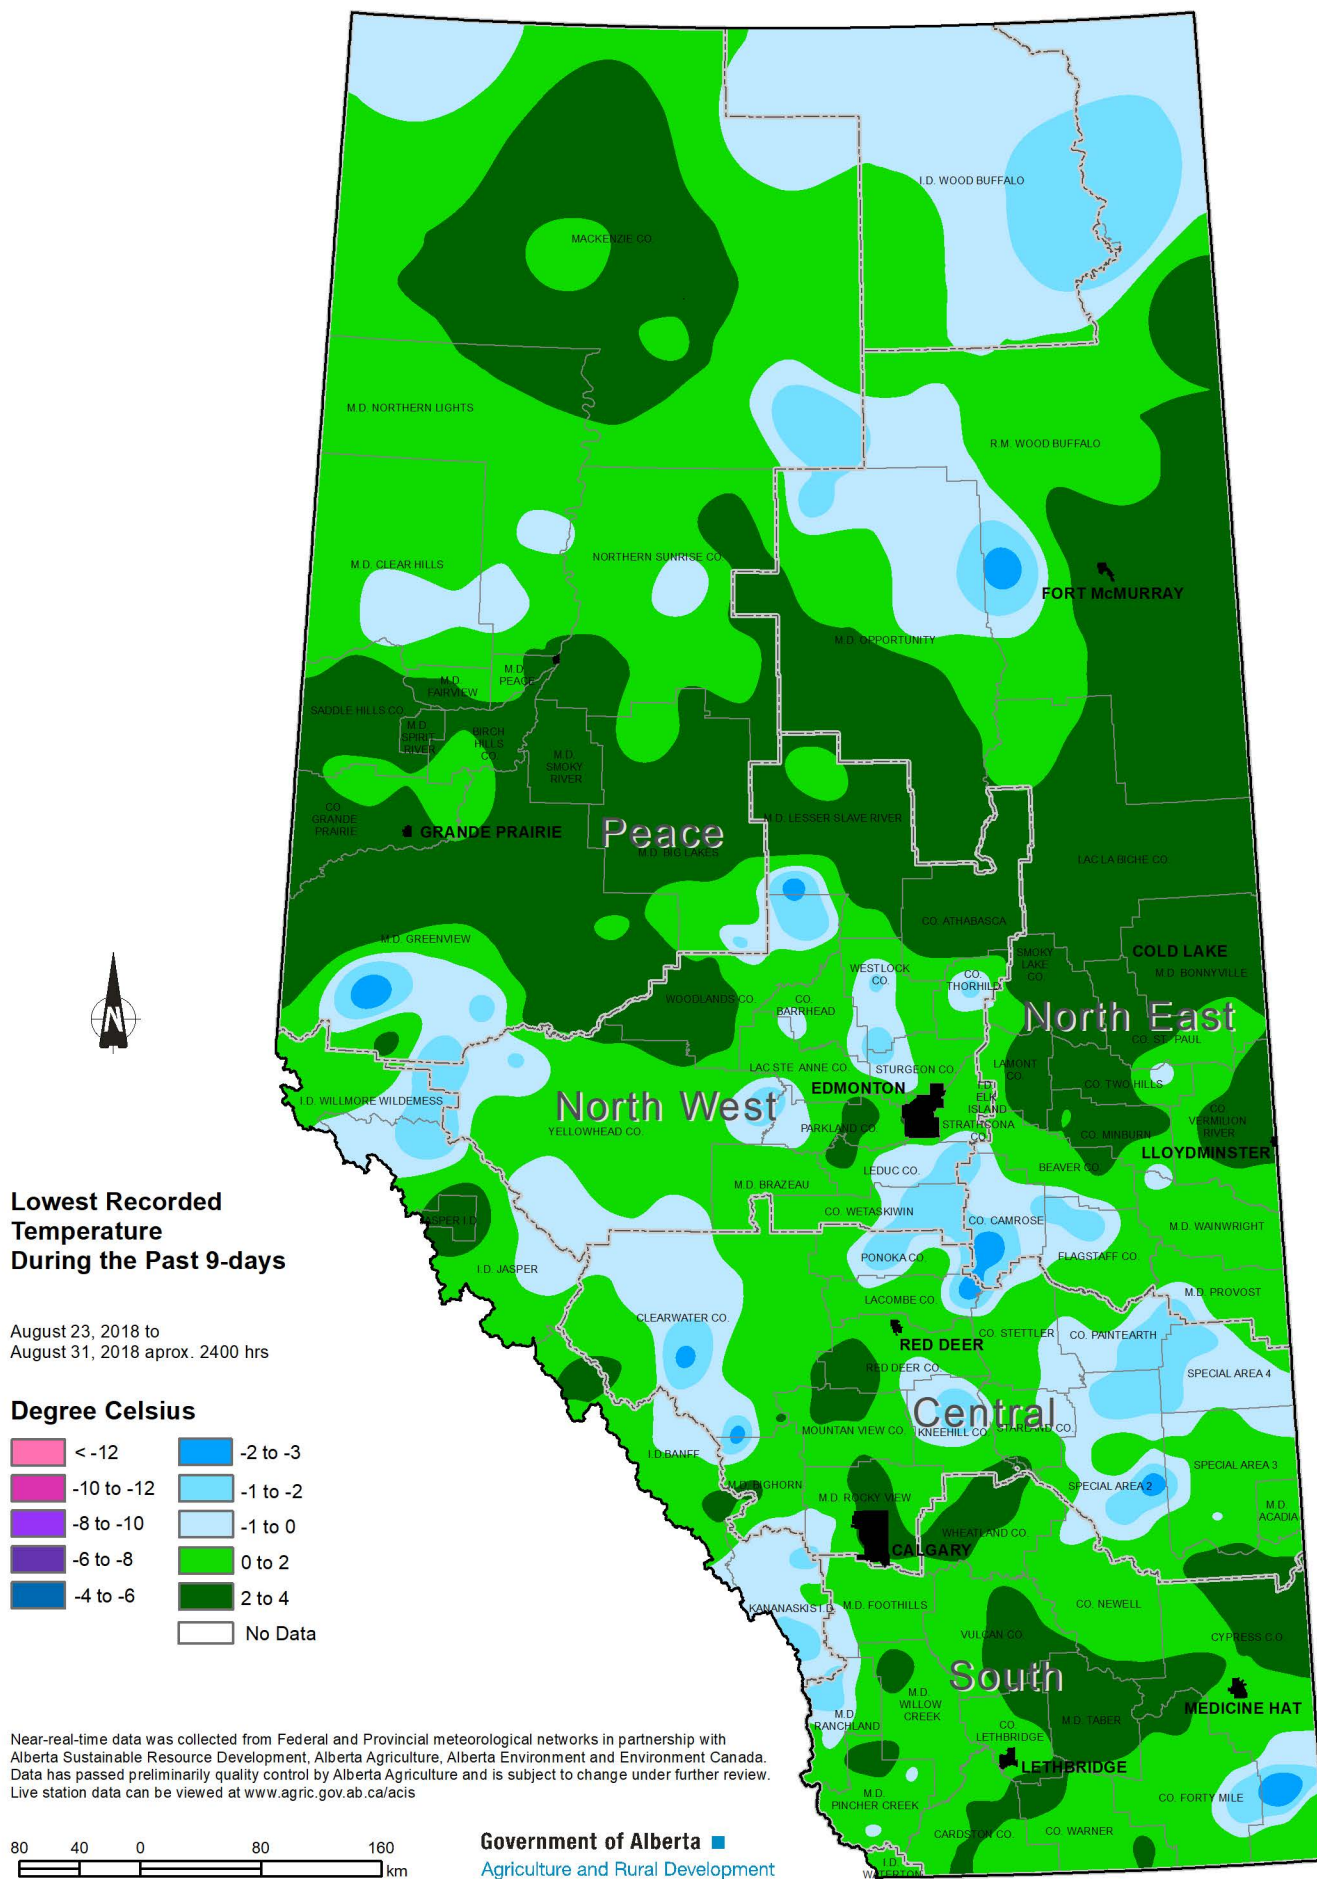 I.D. WOOD BUFFALO
MACKENZIE CO.
M.D. NORTHERN LIGHTS
R.M. WOOD BUFFALO
M.D. CLEAR HILLS
NORTHERN SUNRISE CO.
FORT McMURRAY
M.D. OPPORTUNITY
M.D.
PEACE
M.D.
FAIRVIEW
SADDLE HILLS CO.
M.D.
SPIRIT
RIVER
BIRCH
HILLS
CO.
M.D.
SMOKY
RIVER
CO.
GRANDE
PRAIRIE
GRANDE PRAIRIE
Peace
M.D. BIG LAKES
M.D. LESSER SLAVE RIVER
LAC LA BICHE CO.
CO. ATHABASCA
M.D. GREENVIEW
COLD LAKE
M.D. BONNYVILLE
SMOKY
LAKE
CO.
WESTLOCK
CO.
CO.
THORHILD
WOODLANDS CO.
CO.
BARRHEAD
North East
CO. ST. PAUL
LAC STE. ANNE CO.
STURGEON CO.
LAMONT
CO.
EDMONTON
I.D.
ELK
ISLAND
CO. TWO HILLS
I.D. WILLMORE WILDERNESS
North West
YELLOWHEAD CO.
PARKLAND CO.
STRATHCONA
CO.
CO.
VERMILION
RIVER
CO. MINBURN
LLOYDMINSTER
LEDUC CO.
BEAVER CO.
M.D. BRAZEAU
CO. WETASKIWIN
CO. CAMROSE
M.D. WAINWRIGHT
JASPER I.D.
I.D. JASPER
PONOKA CO.
FLAGSTAFF CO.
LACOMBE CO.
M.D. PROVOST
CLEARWATER CO.
RED DEER
CO. STETTLER
CO. PAINTEARTH
RED DEER CO.
SPECIAL AREA 4
Central
MOUNTAIN VIEW CO.
KNEEHILL CO.
STARLAND CO.
I.D.BANFF
SPECIAL AREA 3
M.D. BIGHORN
SPECIAL AREA 2
M.D. ROCKY VIEW
M.D.
ACADIA
WHEATLAND CO.
CALGARY
KANANASKIS I.D.
M.D. FOOTHILLS
CO. NEWELL
VULCAN CO.
CYPRESS C.O.
South
M.D.
WILLOW
CREEK
MEDICINE HAT
M.D.
RANCHLAND
CO.
LETHBRIDGE
M.D. TABER
LETHBRIDGE
M.D.
PINCHER CREEK
CO. FORTY MILE
CARDSTON CO.
CO. WARNER
I.D.
WATERTON
N
Lowest Recorded
Temperature
During the Past 9-days
August 23, 2018 to
August 31, 2018 aprox. 2400 hrs
Degree Celsius
< -12
-10 to -12
-8 to -10
-6 to -8
-4 to -6
-2 to -3
-1 to -2
-1 to 0
0 to 2
2 to 4
No Data
Near-real-time data was collected from Federal and Provincial meteorological networks in partnership with
Alberta Sustainable Resource Development, Alberta Agriculture, Alberta Environment and Environment Canada.
Data has passed preliminarily quality control by Alberta Agriculture and is subject to change under further review.
Live station data can be viewed at www.agric.gov.ab.ca/acis
80 40 0 80 160
km
Government of Alberta
Agriculture and Rural Development